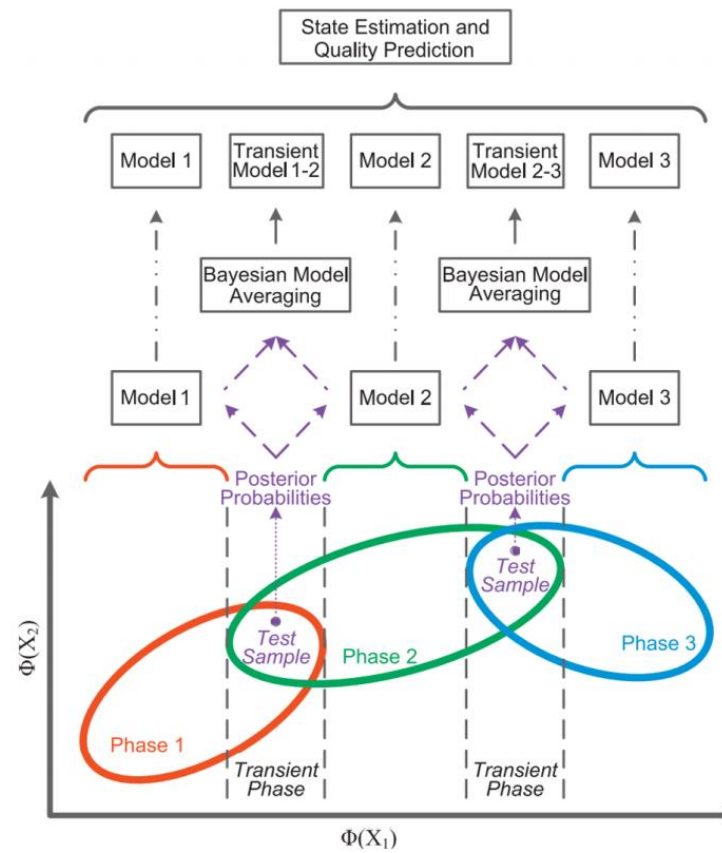 State Estimation and
Quality Prediction
Model 1
Transient
Model 1-2
Model 2
Transient
Model 2-3
Model 3
Bayesian Model
Averaging
Bayesian Model
Averaging
Model 1
Model 2
Model 3
Posterior
Probabilities
Posterior
Probabilities
Test
Sample
Test
Sample
Phase 1
Phase 2
Phase 3
Transient
Phase
Transient
Phase
Φ(X₂)
Φ(X₁)